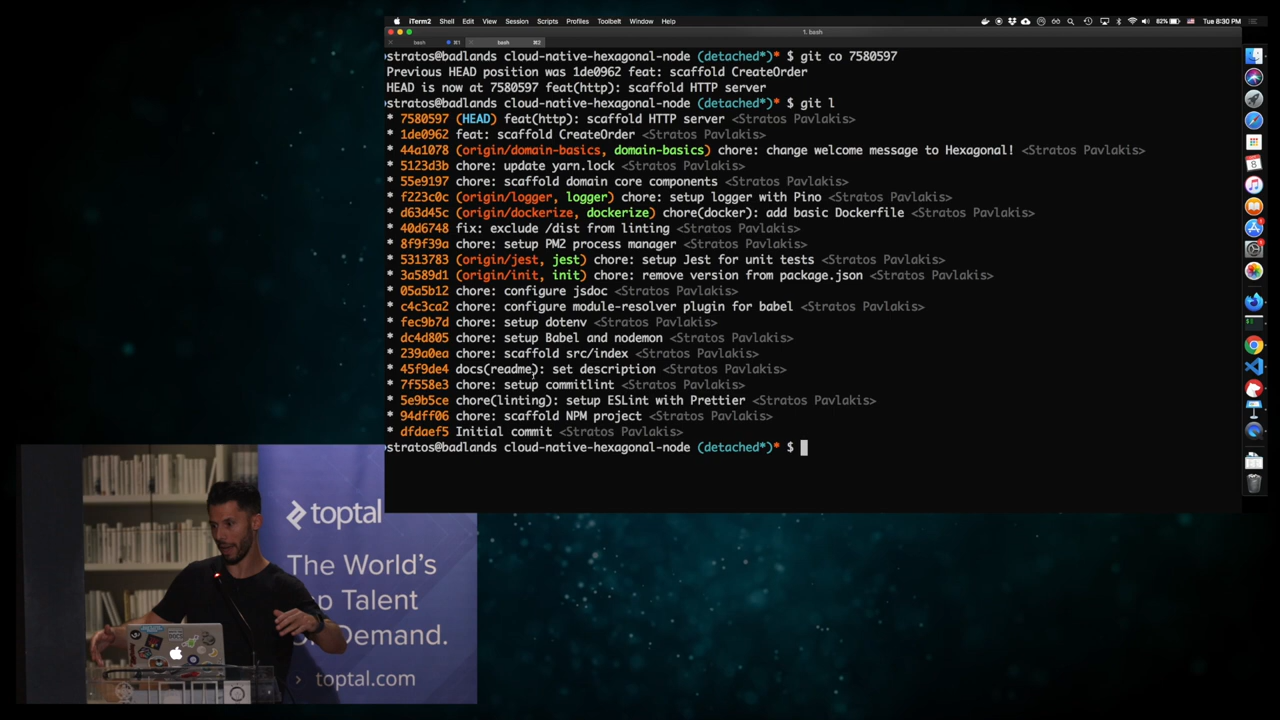 iTerm2 Shell Edit View Session Scripts Profiles Toolbelt Window Help
82% Tue 8:30 PM
1. bash
bash ⌘1 bash ⌘2
stratos@badlands cloud-native-hexagonal-node (detached*)* $ git co 7580597
Previous HEAD position was 1de0962 feat: scaffold CreateOrder
HEAD is now at 7580597 feat(http): scaffold HTTP server
stratos@badlands cloud-native-hexagonal-node (detached*)* $ git l
* 7580597 (HEAD) feat(http): scaffold HTTP server <Stratos Pavlakis>
* 1de0962 feat: scaffold CreateOrder <Stratos Pavlakis>
* 44a1078 (origin/domain-basics, domain-basics) chore: change welcome message to Hexagonal! <Stratos Pavlakis>
* 5123d3b chore: update yarn.lock <Stratos Pavlakis>
* 55e9197 chore: scaffold domain core components <Stratos Pavlakis>
* f223c0c (origin/logger, logger) chore: setup logger with Pino <Stratos Pavlakis>
* d63d45c (origin/dockerize, dockerize) chore(docker): add basic Dockerfile <Stratos Pavlakis>
* 40d6748 fix: exclude /dist from linting <Stratos Pavlakis>
* 8f9f39a chore: setup PM2 process manager <Stratos Pavlakis>
* 5313783 (origin/jest, jest) chore: setup Jest for unit tests <Stratos Pavlakis>
* 3a589d1 (origin/init, init) chore: remove version from package.json <Stratos Pavlakis>
* 05a5b12 chore: configure jsdoc <Stratos Pavlakis>
* c4c3ca2 chore: configure module-resolver plugin for babel <Stratos Pavlakis>
* fec9b7d chore: setup dotenv <Stratos Pavlakis>
* dc4d805 chore: setup Babel and nodemon <Stratos Pavlakis>
* 239a0ea chore: scaffold src/index <Stratos Pavlakis>
* 45f9de4 docs(readme): set description <Stratos Pavlakis>
* 7f558e3 chore: setup commitlint <Stratos Pavlakis>
* 5e9b5ce chore(linting): setup ESLint with Prettier <Stratos Pavlakis>
* 94dff06 chore: scaffold NPM project <Stratos Pavlakis>
* dfdaef5 Initial commit <Stratos Pavlakis>
stratos@badlands cloud-native-hexagonal-node (detached*)* $
toptal
The World's
p Talent
Demand.
toptal.com